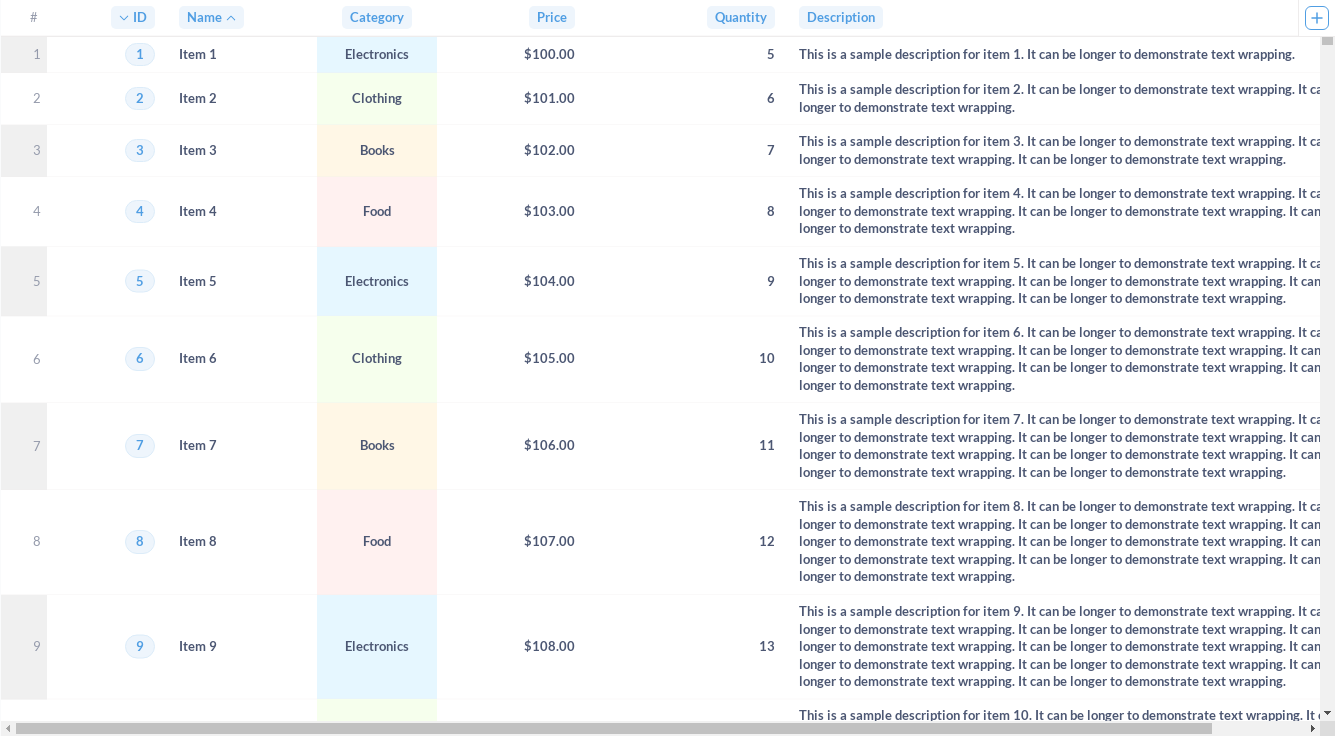 # ID Name Category Price Quantity Description
1 1 Item 1 Electronics $100.00 5 This is a sample description for item 1. It can be longer to demonstrate text wrapping.
2 2 Item 2 Clothing $101.00 6 This is a sample description for item 2. It can be longer to demonstrate text wrapping. It ca
longer to demonstrate text wrapping.
3 3 Item 3 Books $102.00 7 This is a sample description for item 3. It can be longer to demonstrate text wrapping. It ca
longer to demonstrate text wrapping. It can be longer to demonstrate text wrapping.
4 4 Item 4 Food $103.00 8 This is a sample description for item 4. It can be longer to demonstrate text wrapping. It ca
longer to demonstrate text wrapping. It can be longer to demonstrate text wrapping. It can
longer to demonstrate text wrapping.
5 5 Item 5 Electronics $104.00 9 This is a sample description for item 5. It can be longer to demonstrate text wrapping. It ca
longer to demonstrate text wrapping. It can be longer to demonstrate text wrapping. It can
longer to demonstrate text wrapping. It can be longer to demonstrate text wrapping.
6 6 Item 6 Clothing $105.00 10 This is a sample description for item 6. It can be longer to demonstrate text wrapping. It ca
longer to demonstrate text wrapping. It can be longer to demonstrate text wrapping. It can
longer to demonstrate text wrapping. It can be longer to demonstrate text wrapping. It can
longer to demonstrate text wrapping.
7 7 Item 7 Books $106.00 11 This is a sample description for item 7. It can be longer to demonstrate text wrapping. It ca
longer to demonstrate text wrapping. It can be longer to demonstrate text wrapping. It can
longer to demonstrate text wrapping. It can be longer to demonstrate text wrapping. It can
longer to demonstrate text wrapping. It can be longer to demonstrate text wrapping.
8 8 Item 8 Food $107.00 12 This is a sample description for item 8. It can be longer to demonstrate text wrapping. It ca
longer to demonstrate text wrapping. It can be longer to demonstrate text wrapping. It can
longer to demonstrate text wrapping. It can be longer to demonstrate text wrapping. It can
longer to demonstrate text wrapping. It can be longer to demonstrate text wrapping. It can
longer to demonstrate text wrapping.
9 9 Item 9 Electronics $108.00 13 This is a sample description for item 9. It can be longer to demonstrate text wrapping. It ca
longer to demonstrate text wrapping. It can be longer to demonstrate text wrapping. It can
longer to demonstrate text wrapping. It can be longer to demonstrate text wrapping. It can
longer to demonstrate text wrapping. It can be longer to demonstrate text wrapping. It can
longer to demonstrate text wrapping. It can be longer to demonstrate text wrapping.
This is a sample description for item 10. It can be longer to demonstrate text wrapping. It c